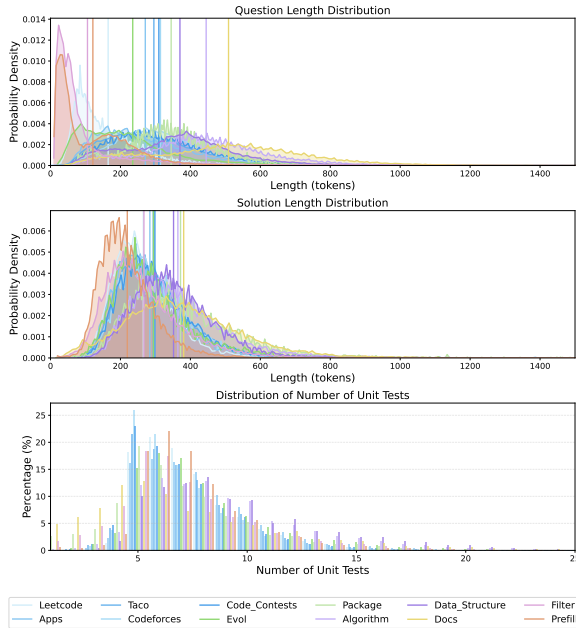 Question Length Distribution
Probability Density
0.014
0.012
0.010
0.008
0.006
0.004
0.002
0.000
0 200 400 600 800 1000 1200 1400
Length (tokens)
Solution Length Distribution
Probability Density
0.006
0.005
0.004
0.003
0.002
0.001
0.000
0 200 400 600 800 1000 1200 1400
Length (tokens)
Distribution of Number of Unit Tests
Percentage (%)
25
20
15
10
5
0
5 10 15 20 25
Number of Unit Tests
Leetcode Taco Code_Contests Package Data_Structure Filter
Apps Codeforces Evol Algorithm Docs Prefill